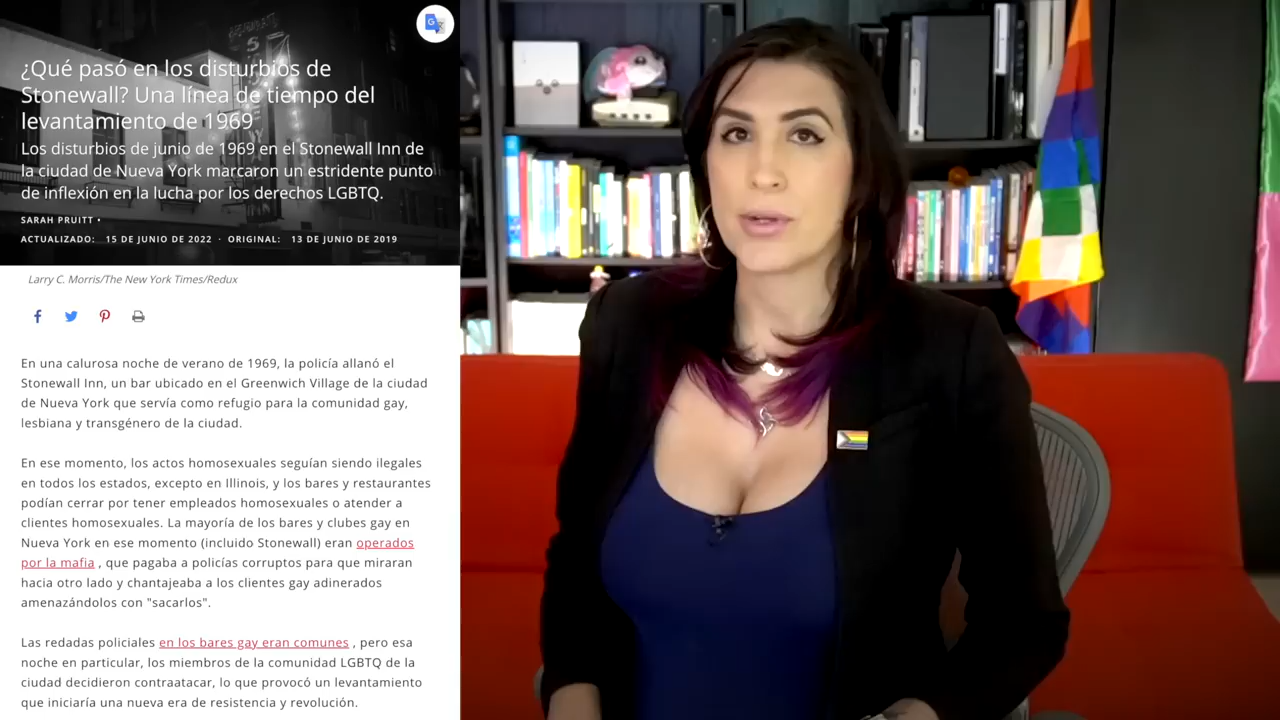 ¿Qué pasó en los disturbios de
Stonewall? Una línea de tiempo del
levantamiento de 1969
Los disturbios de junio de 1969 en el Stonewall Inn de
la ciudad de Nueva York marcaron un estridente punto
de inflexión en la lucha por los derechos LGBTQ.
SARAH PRUITT •
ACTUALIZADO: 15 DE JUNIO DE 2022 · ORIGINAL: 13 DE JUNIO DE 2019
Larry C. Morris/The New York Times/Redux
En una calurosa noche de verano de 1969, la policía allanó el
Stonewall Inn, un bar ubicado en el Greenwich Village de la ciudad
de Nueva York que servía como refugio para la comunidad gay,
lesbiana y transgénero de la ciudad.
En ese momento, los actos homosexuales seguían siendo ilegales
en todos los estados, excepto en Illinois, y los bares y restaurantes
podían cerrar por tener empleados homosexuales o atender a
clientes homosexuales. La mayoría de los bares y clubes gay en
Nueva York en ese momento (incluido Stonewall) eran operados
por la mafia , que pagaba a policías corruptos para que miraran
hacia otro lado y chantajeaba a los clientes gay adinerados
amenazándolos con "sacarlos".
Las redadas policiales en los bares gay eran comunes , pero esa
noche en particular, los miembros de la comunidad LGBTQ de la
ciudad decidieron contraatacar, lo que provocó un levantamiento
que iniciaría una nueva era de resistencia y revolución.